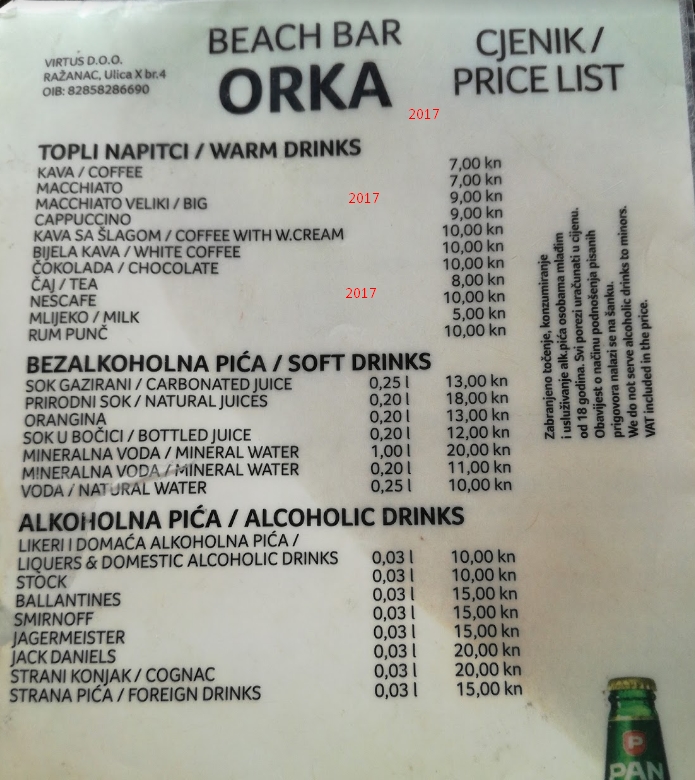 VIRTUS D.O.O.
RAŽANAC, Ulica X br.4
OIB: 82858286690
BEACH BAR
ORKA
CJENIK /
PRICE LIST
2017
TOPLI NAPITCI / WARM DRINKS
KAVA / COFFEE 7,00 kn
MACCHIATO 7,00 kn
MACCHIATO VELIKI / BIG 9,00 kn
2017
CAPPUCCINO 9,00 kn
KAVA SA ŠLAGOM / COFFEE WITH W.CREAM 10,00 kn
BIJELA KAVA / WHITE COFFEE 10,00 kn
ČOKOLADA / CHOCOLATE 10,00 kn
ČAJ / TEA 8,00 kn
2017
NESCAFE 10,00 kn
MLIJEKO / MILK 5,00 kn
RUM PUNČ 10,00 kn
BEZALKOHOLNA PIĆA / SOFT DRINKS
SOK GAZIRANI / CARBONATED JUICE 0,25 l 13,00 kn
PRIRODNI SOK / NATURAL JUICES 0,20 l 18,00 kn
ORANGINA 0,20 l 13,00 kn
SOK U BOČICI / BOTTLED JUICE 0,20 l 12,00 kn
MINERALNA VODA / MINERAL WATER 1,00 l 20,00 kn
MINERALNA VODA / MINERAL WATER 0,20 l 11,00 kn
VODA / NATURAL WATER 0,25 l 10,00 kn
ALKOHOLNA PIĆA / ALCOHOLIC DRINKS
LIKERI I DOMAĆA ALKOHOLNA PIĆA /
LIQUERS & DOMESTIC ALCOHOLIC DRINKS 0,03 l 10,00 kn
STOCK 0,03 l 10,00 kn
BALLANTINES 0,03 l 15,00 kn
SMIRNOFF 0,03 l 15,00 kn
JAGERMEISTER 0,03 l 15,00 kn
JACK DANIELS 0,03 l 20,00 kn
STRANI KONJAK / COGNAC 0,03 l 20,00 kn
STRANA PIĆA / FOREIGN DRINKS 0,03 l 15,00 kn
Zabranjeno točenje, konzumiranje
i usluživanje alk.pića osobama mlađim
od 18 godina. Svi porezi uračunati u cijenu.
Obavijest o načinu podnošenja pisanih
prigovora nalazi se na šanku.
We do not serve alcoholic drinks to minors.
VAT included in the price.
P
PAN